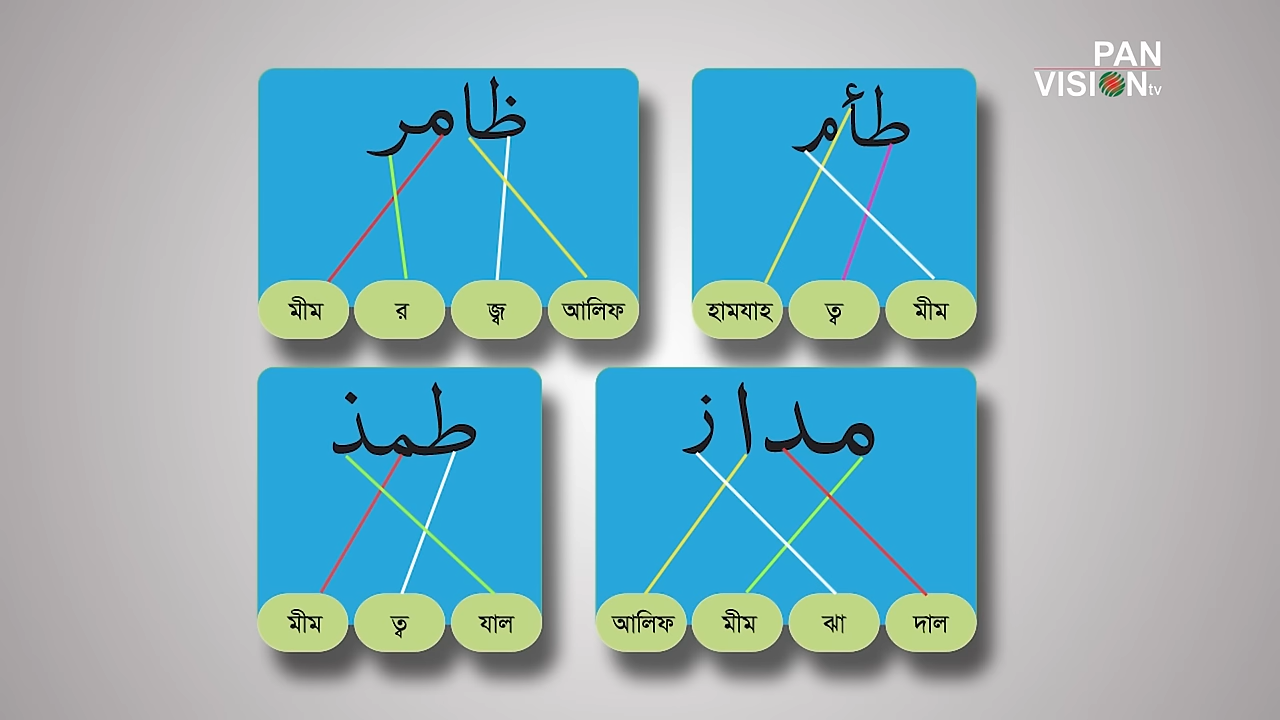 PAN
VISION tv
ظامر
মীম র জ্ব আলিফ
طأم
হামযাহ ত্ব মীম
طمذ
মীম ত্ব যাল
مداز
আলিফ মীম ঝা দাল